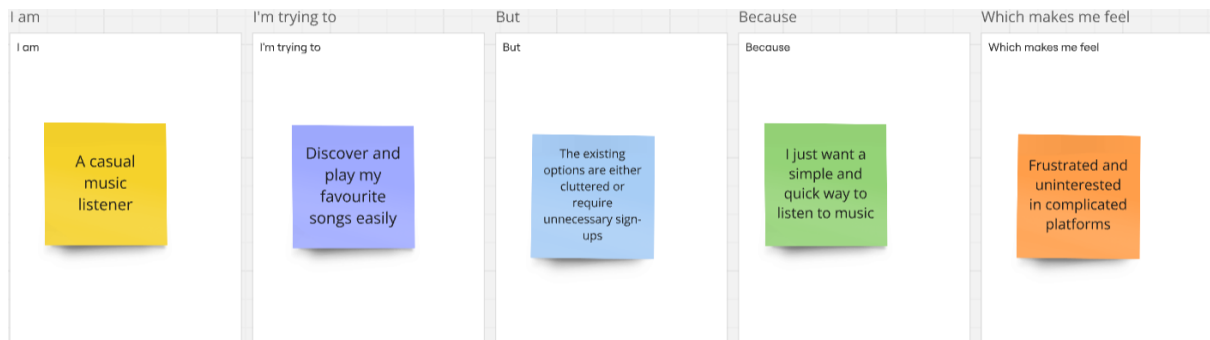 I am
I'm trying to
But
Because
Which makes me feel
I am
I'm trying to
But
Because
Which makes me feel
A casual
music
listener
Discover and
play my
favourite
songs easily
The existing
options are either
cluttered or
require
unnecessary sign-
ups
I just want a
simple and
quick way to
listen to music
Frustrated and
uninterested
in complicated
platforms